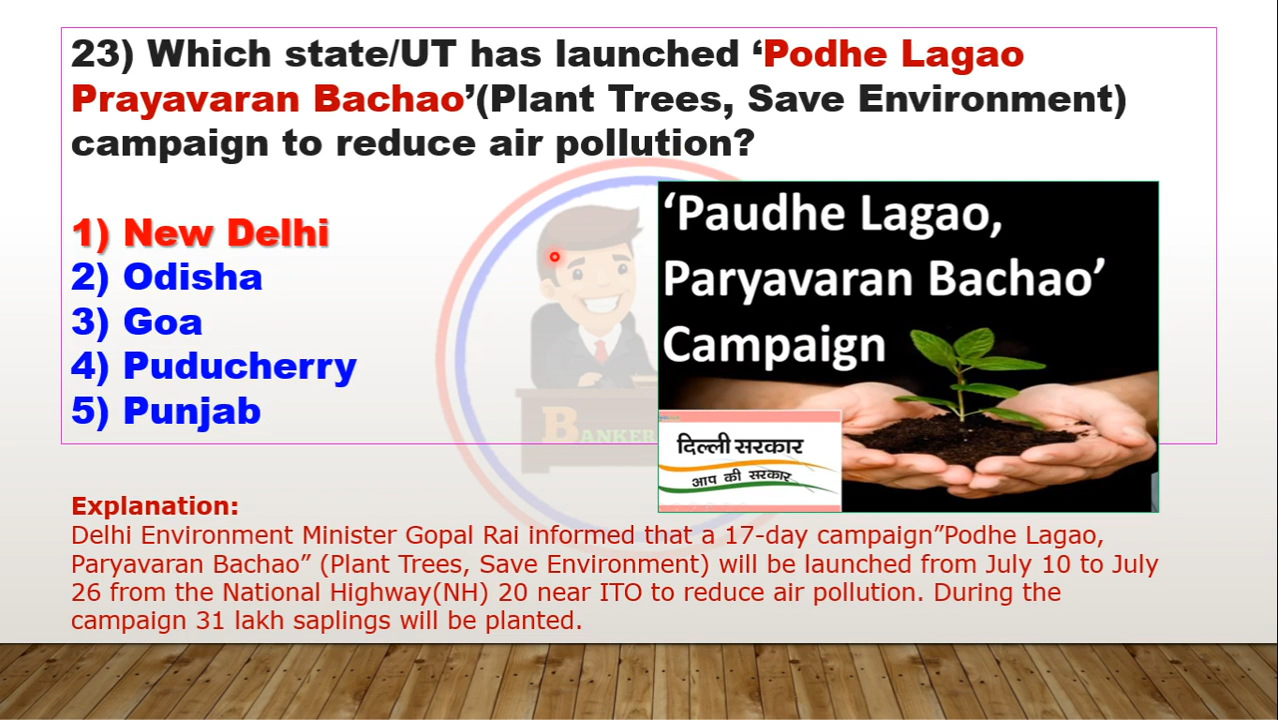 23) Which state/UT has launched ‘Podhe Lagao
Prayavaran Bachao’(Plant Trees, Save Environment)
campaign to reduce air pollution?
1) New Delhi
2) Odisha
3) Goa
4) Puducherry
5) Punjab
‘Paudhe Lagao,
Paryavaran Bachao’
Campaign
दिल्ली सरकार
आप की सरकार
BANKER
Explanation:
Delhi Environment Minister Gopal Rai informed that a 17-day campaign”Podhe Lagao,
Paryavaran Bachao” (Plant Trees, Save Environment) will be launched from July 10 to July
26 from the National Highway(NH) 20 near ITO to reduce air pollution. During the
campaign 31 lakh saplings will be planted.